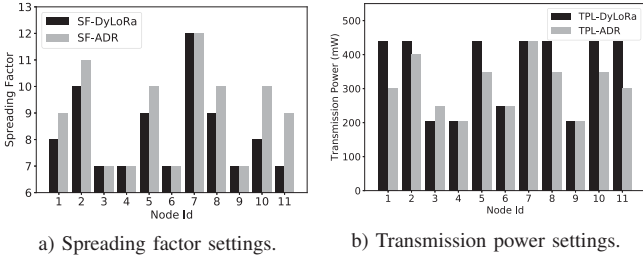 SF-DyLoRa
SF-ADR
Spreading Factor
13
12
11
10
9
8
7
6
1 2 3 4 5 6 7 8 9 10 11
Node Id
a) Spreading factor settings.
TPL-DyLoRa
TPL-ADR
Transmission Power (mW)
500
400
300
200
100
0
1 2 3 4 5 6 7 8 9 10 11
Node Id
b) Transmission power settings.